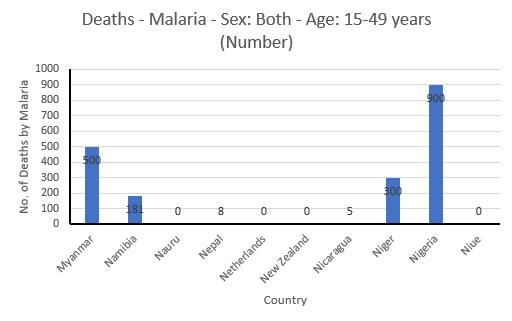 Deaths - Malaria - Sex: Both - Age: 15-49 years
(Number)
No. of Deaths by Malaria
1000
900
800
700
600
500
400
300
200
100
0
500
181
0
8
0
0
5
300
900
0
Myanmar
Namibia
Nauru
Nepal
Netherlands
New Zealand
Nicaragua
Niger
Nigeria
Niue
Country